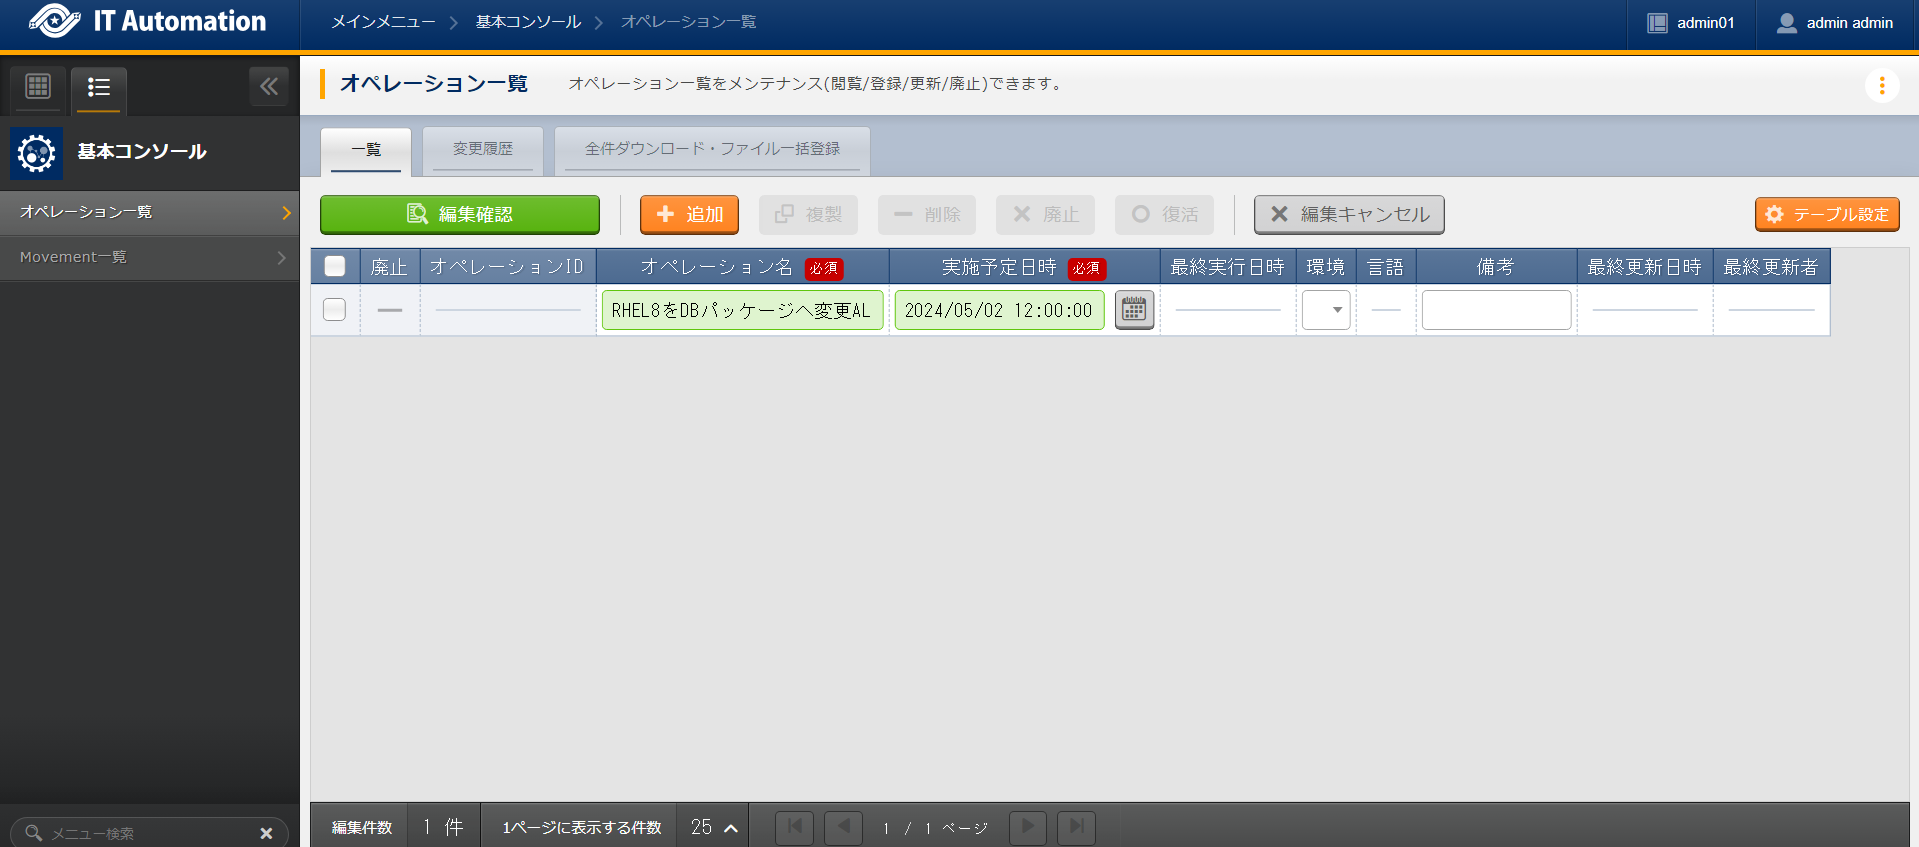 IT Automation
メインメニュー 基本コンソール オペレーション一覧
admin01
admin admin
基本コンソール
オペレーション一覧
Movement一覧
メニュー検索
オペレーション一覧
オペレーション一覧をメンテナンス(閲覧/登録/更新/廃止)できます。
一覧 変更履歴 全件ダウンロード・ファイル一括登録
編集確認 追加 複製 削除 廃止 復活 編集キャンセル テーブル設定
廃止 オペレーションID オペレーション名 必須 実施予定日時 必須 最終実行日時 環境 言語 備考 最終更新日時 最終更新者
RHEL8をDBパッケージへ変更AL 2024/05/02 12:00:00
編集件数 1 件 1ページに表示する件数 25 1 / 1 ページ